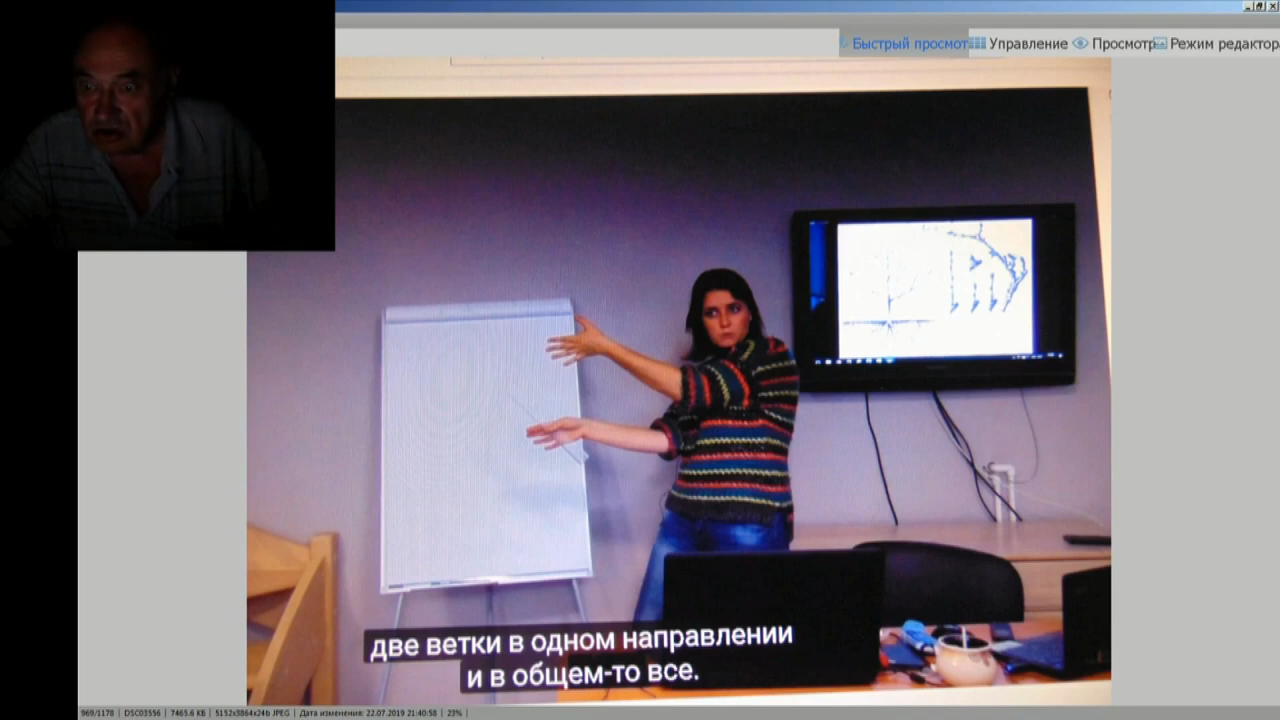 Быстрый просмот
Управление
Просмотр
Режим редактор
две ветки в одном направлении
и в общем-то все.
969/1178 | DSC03556 | 7465.6 КБ | 5152x3864x24b JPEG | Дата изменения: 22.07.2019 21:40:58 | 23% |